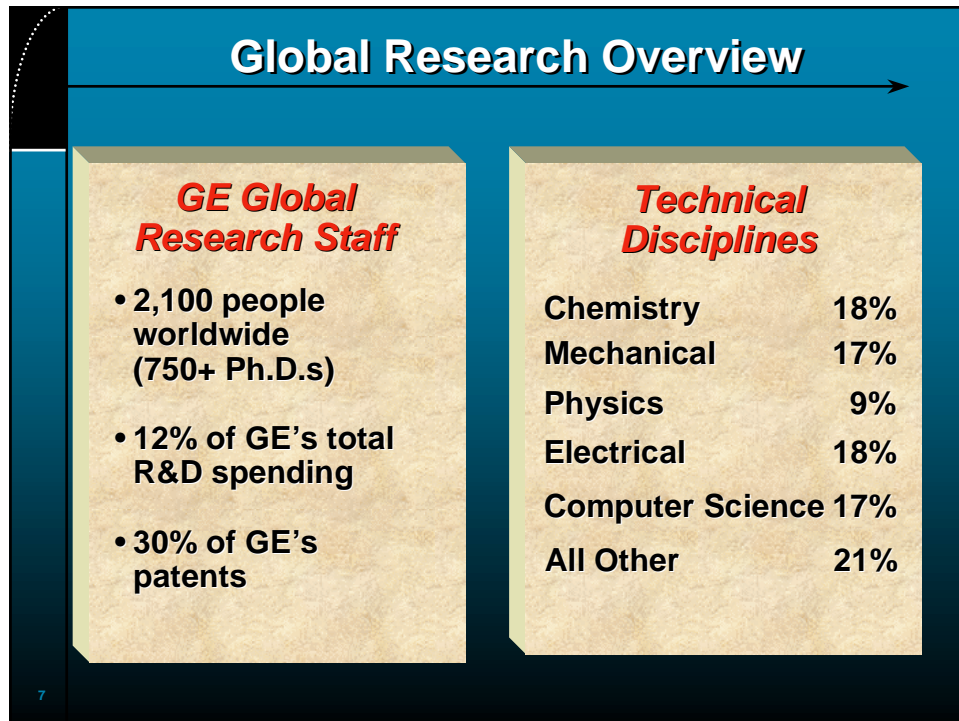 Global Research Overview
GE Global
Research Staff
• 2,100 people
worldwide
(750+ Ph.D.s)
• 12% of GE’s total
R&D spending
• 30% of GE’s
patents
Technical
Disciplines
Chemistry 18%
Mechanical 17%
Physics 9%
Electrical 18%
Computer Science 17%
All Other 21%
7